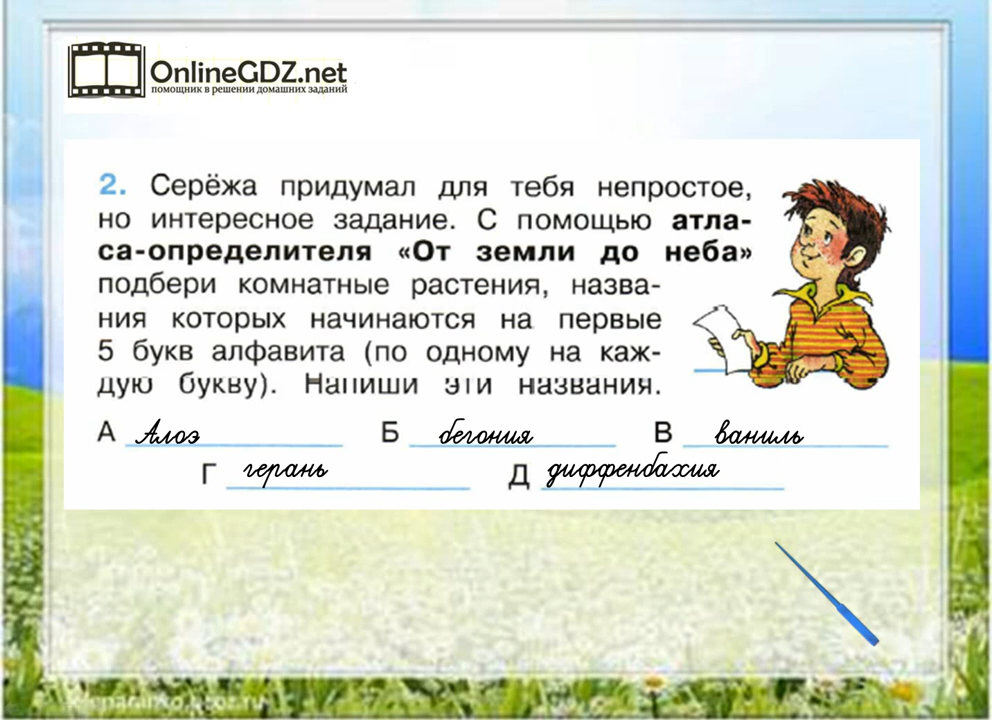 OnlineGDZ.net
помощник в решении домашних заданий
2. Серёжа придумал для тебя непростое,
но интересное задание. С помощью атла-
са-определителя «От земли до неба»
подбери комнатные растения, назва-
ния которых начинаются на первые
5 букв алфавита (по одному на каж-
дую букву). Напиши эти названия.
А Алоэ Б бегония В ваниль
Г герань Д диффенбахия